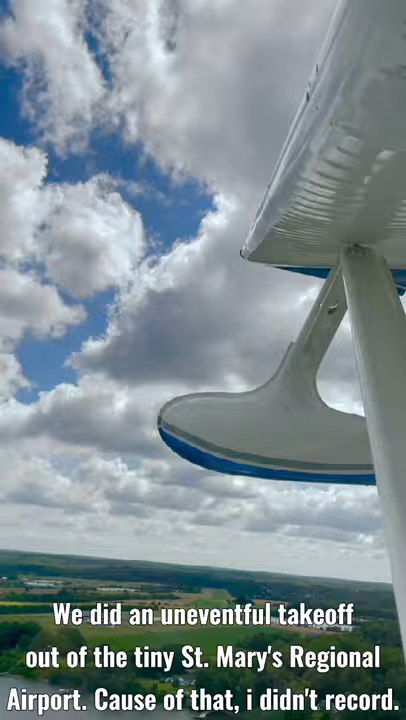 We did an uneventful takeoff
out of the tiny St. Mary's Regional
Airport. Cause of that, i didn't record.